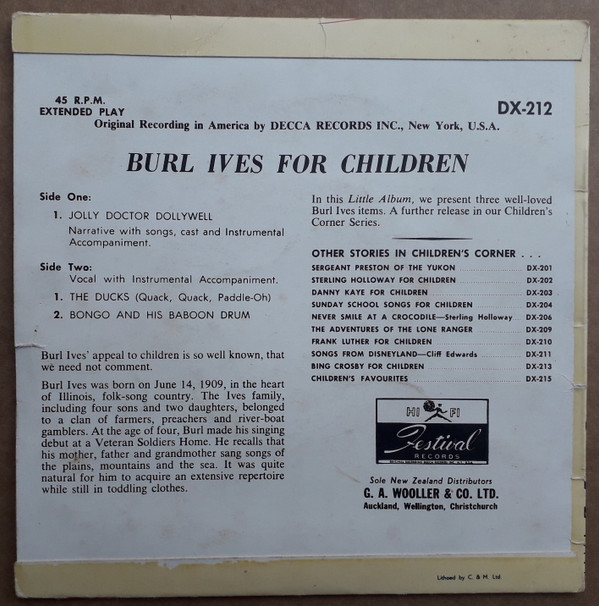 45 R.P.M.
EXTENDED PLAY
DX-212
Original Recording in America by DECCA RECORDS INC., New York, U.S.A.
BURL IVES FOR CHILDREN
Side One:
1. JOLLY DOCTOR DOLLYWELL
Narrative with songs, cast and Instrumental
Accompaniment.
Side Two:
Vocal with Instrumental Accompaniment.
1. THE DUCKS (Quack, Quack, Paddle-Oh)
2. BONGO AND HIS BABOON DRUM
Burl Ives' appeal to children is so well known, that
we need not comment.
Burl Ives was born on June 14, 1909, in the heart
of Illinois, folk-song country. The Ives family,
including four sons and two daughters, belonged
to a clan of farmers, preachers and river-boat
gamblers. At the age of four, Burl made his singing
debut at a Veteran Soldiers Home. He recalls that
his mother, father and grandmother sang songs of
the plains, mountains and the sea. It was quite
natural for him to acquire an extensive repertoire
while still in toddling clothes.
In this Little Album, we present three well-loved
Burl Ives items. A further release in our Children's
Corner Series.
OTHER STORIES IN CHILDREN'S CORNER . . .
SERGEANT PRESTON OF THE YUKON DX-201
STERLING HOLLOWAY FOR CHILDREN DX-202
DANNY KAYE FOR CHILDREN DX-203
SUNDAY SCHOOL SONGS FOR CHILDREN DX-204
NEVER SMILE AT A CROCODILE—Sterling Holloway DX-206
THE ADVENTURES OF THE LONE RANGER DX-209
FRANK LUTHER FOR CHILDREN DX-210
SONGS FROM DISNEYLAND—Cliff Edwards DX-211
BING CROSBY FOR CHILDREN DX-213
CHILDREN'S FAVOURITES DX-215
HI FI
Festival
RECORDS
Sole New Zealand Distributors
G. A. WOOLLER & CO. LTD.
Auckland, Wellington, Christchurch
Lithoed by C. & M. Ltd.